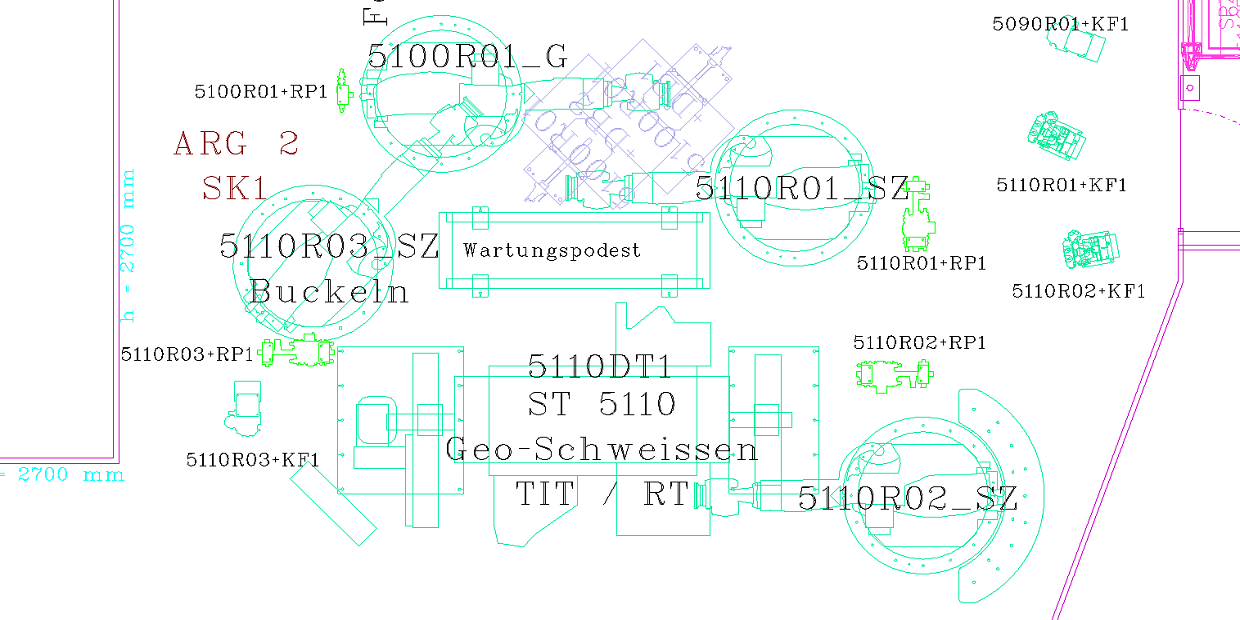 5090R01+KF1
5100R01_G
5100R01+RP1
ARG 2
SK1
5110R01_SZ
5110R01+KF1
h = 2700 mm
5110R03_SZ
Wartungspodest
Buckeln
5110R01+RP1
5110R02+KF1
5110R03+RP1
5110R02+RP1
5110DT1
ST 5110
Geo-Schweissen
5110R03+KF1
= 2700 mm
TIT / RT
5110R02_SZ